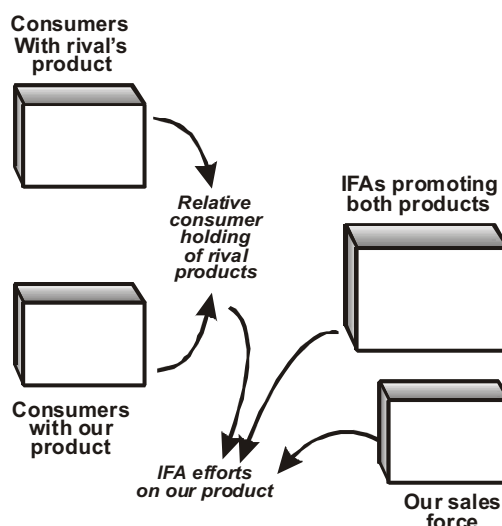 Consumers
With rival's
product
Relative
consumer
holding
of rival
products
IFAs promoting
both products
Consumers
with our
product
IFA efforts
on our product
Our sales
force